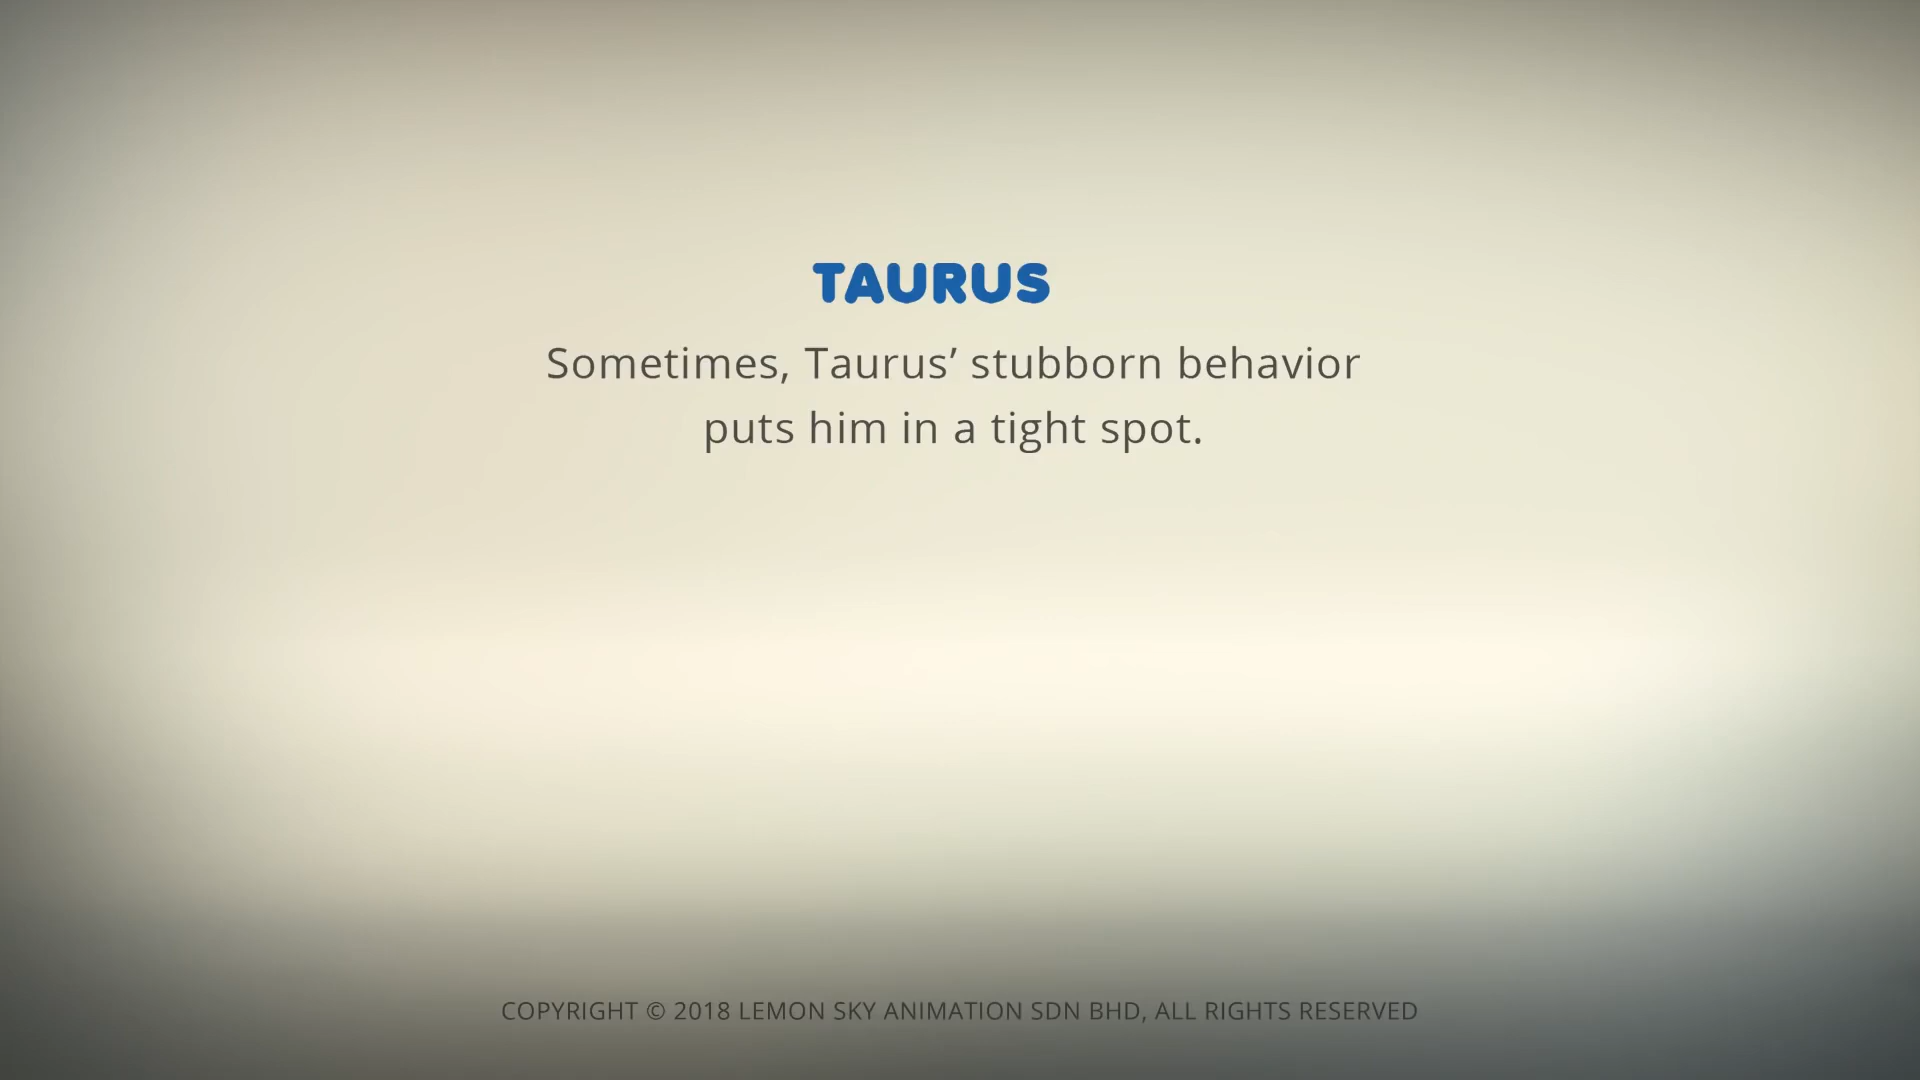 TAURUS
Sometimes, Taurus’ stubborn behavior
puts him in a tight spot.
COPYRIGHT © 2018 LEMON SKY ANIMATION SDN BHD, ALL RIGHTS RESERVED